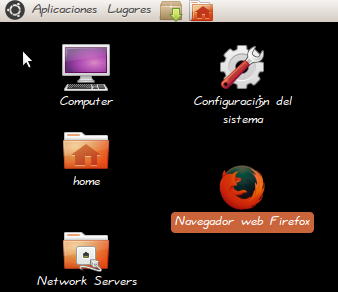 Aplicaciones Lugares
Computer
Configuración del
sistema
home
Navegador web Firefox
Network Servers